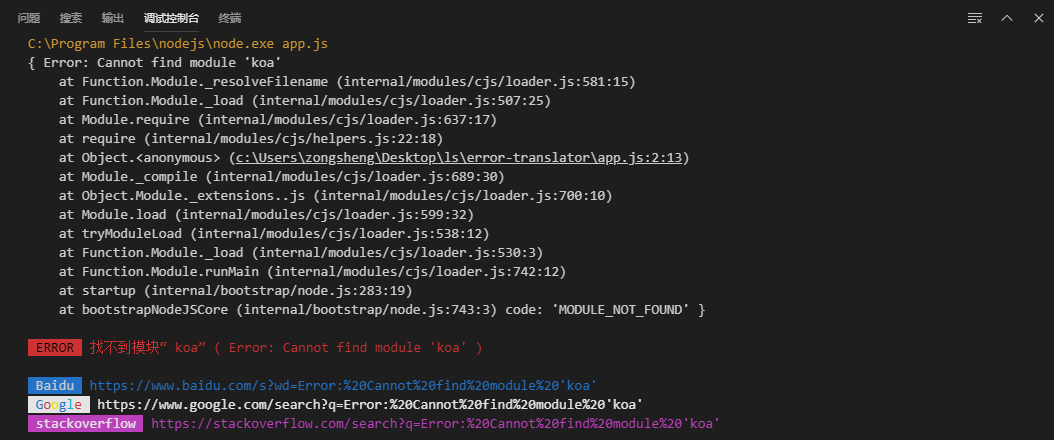 问题 搜索 输出 调试控制台 终端
C:\Program Files\nodejs\node.exe app.js
{ Error: Cannot find module 'koa'
    at Function.Module._resolveFilename (internal/modules/cjs/loader.js:581:15)
    at Function.Module._load (internal/modules/cjs/loader.js:507:25)
    at Module.require (internal/modules/cjs/loader.js:637:17)
    at require (internal/modules/cjs/helpers.js:22:18)
    at Object.<anonymous> (c:\Users\zongsheng\Desktop\ls\error-translator\app.js:2:13)
    at Module._compile (internal/modules/cjs/loader.js:689:30)
    at Object.Module._extensions..js (internal/modules/cjs/loader.js:700:10)
    at Module.load (internal/modules/cjs/loader.js:599:32)
    at tryModuleLoad (internal/modules/cjs/loader.js:538:12)
    at Function.Module._load (internal/modules/cjs/loader.js:530:3)
    at Function.Module.runMain (internal/modules/cjs/loader.js:742:12)
    at startup (internal/bootstrap/node.js:283:19)
    at bootstrapNodeJSCore (internal/bootstrap/node.js:743:3) code: 'MODULE_NOT_FOUND' }
ERROR 找不到模块“ koa” ( Error: Cannot find module 'koa' )
Baidu https://www.baidu.com/s?wd=Error:%20Cannot%20find%20module%20'koa'
Google https://www.google.com/search?q=Error:%20Cannot%20find%20module%20'koa'
stackoverflow https://stackoverflow.com/search?q=Error:%20Cannot%20find%20module%20'koa'